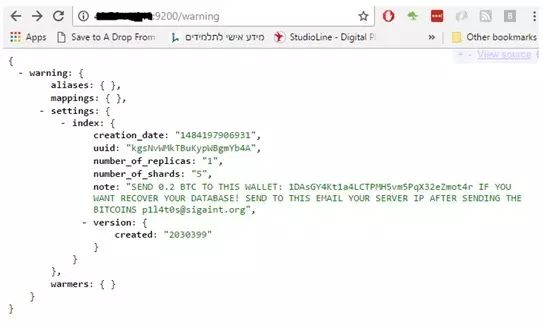 :9200/warning
Apps Save to A Drop From מידע אישי לתלמידים StudioLine - Digital P » Other bookmarks
+ - View source
{
- warning: {
aliases: { },
mappings: { },
- settings: {
- index: {
creation_date: "1484197906931",
uuid: "kgsNvWMkTBuKypWBgmYb4A",
number_of_replicas: "1",
number_of_shards: "5",
note: "SEND 0.2 BTC TO THIS WALLET: 1DAsGY4Kt1a4LCTPMH5vm5PqX32eZmot4r IF YOU
WANT RECOVER YOUR DATABASE! SEND TO THIS EMAIL YOUR SERVER IP AFTER SENDING THE
BITCOINS p1l4t0s@sigaint.org",
- version: {
created: "2030399"
}
}
},
warmers: { }
}
}